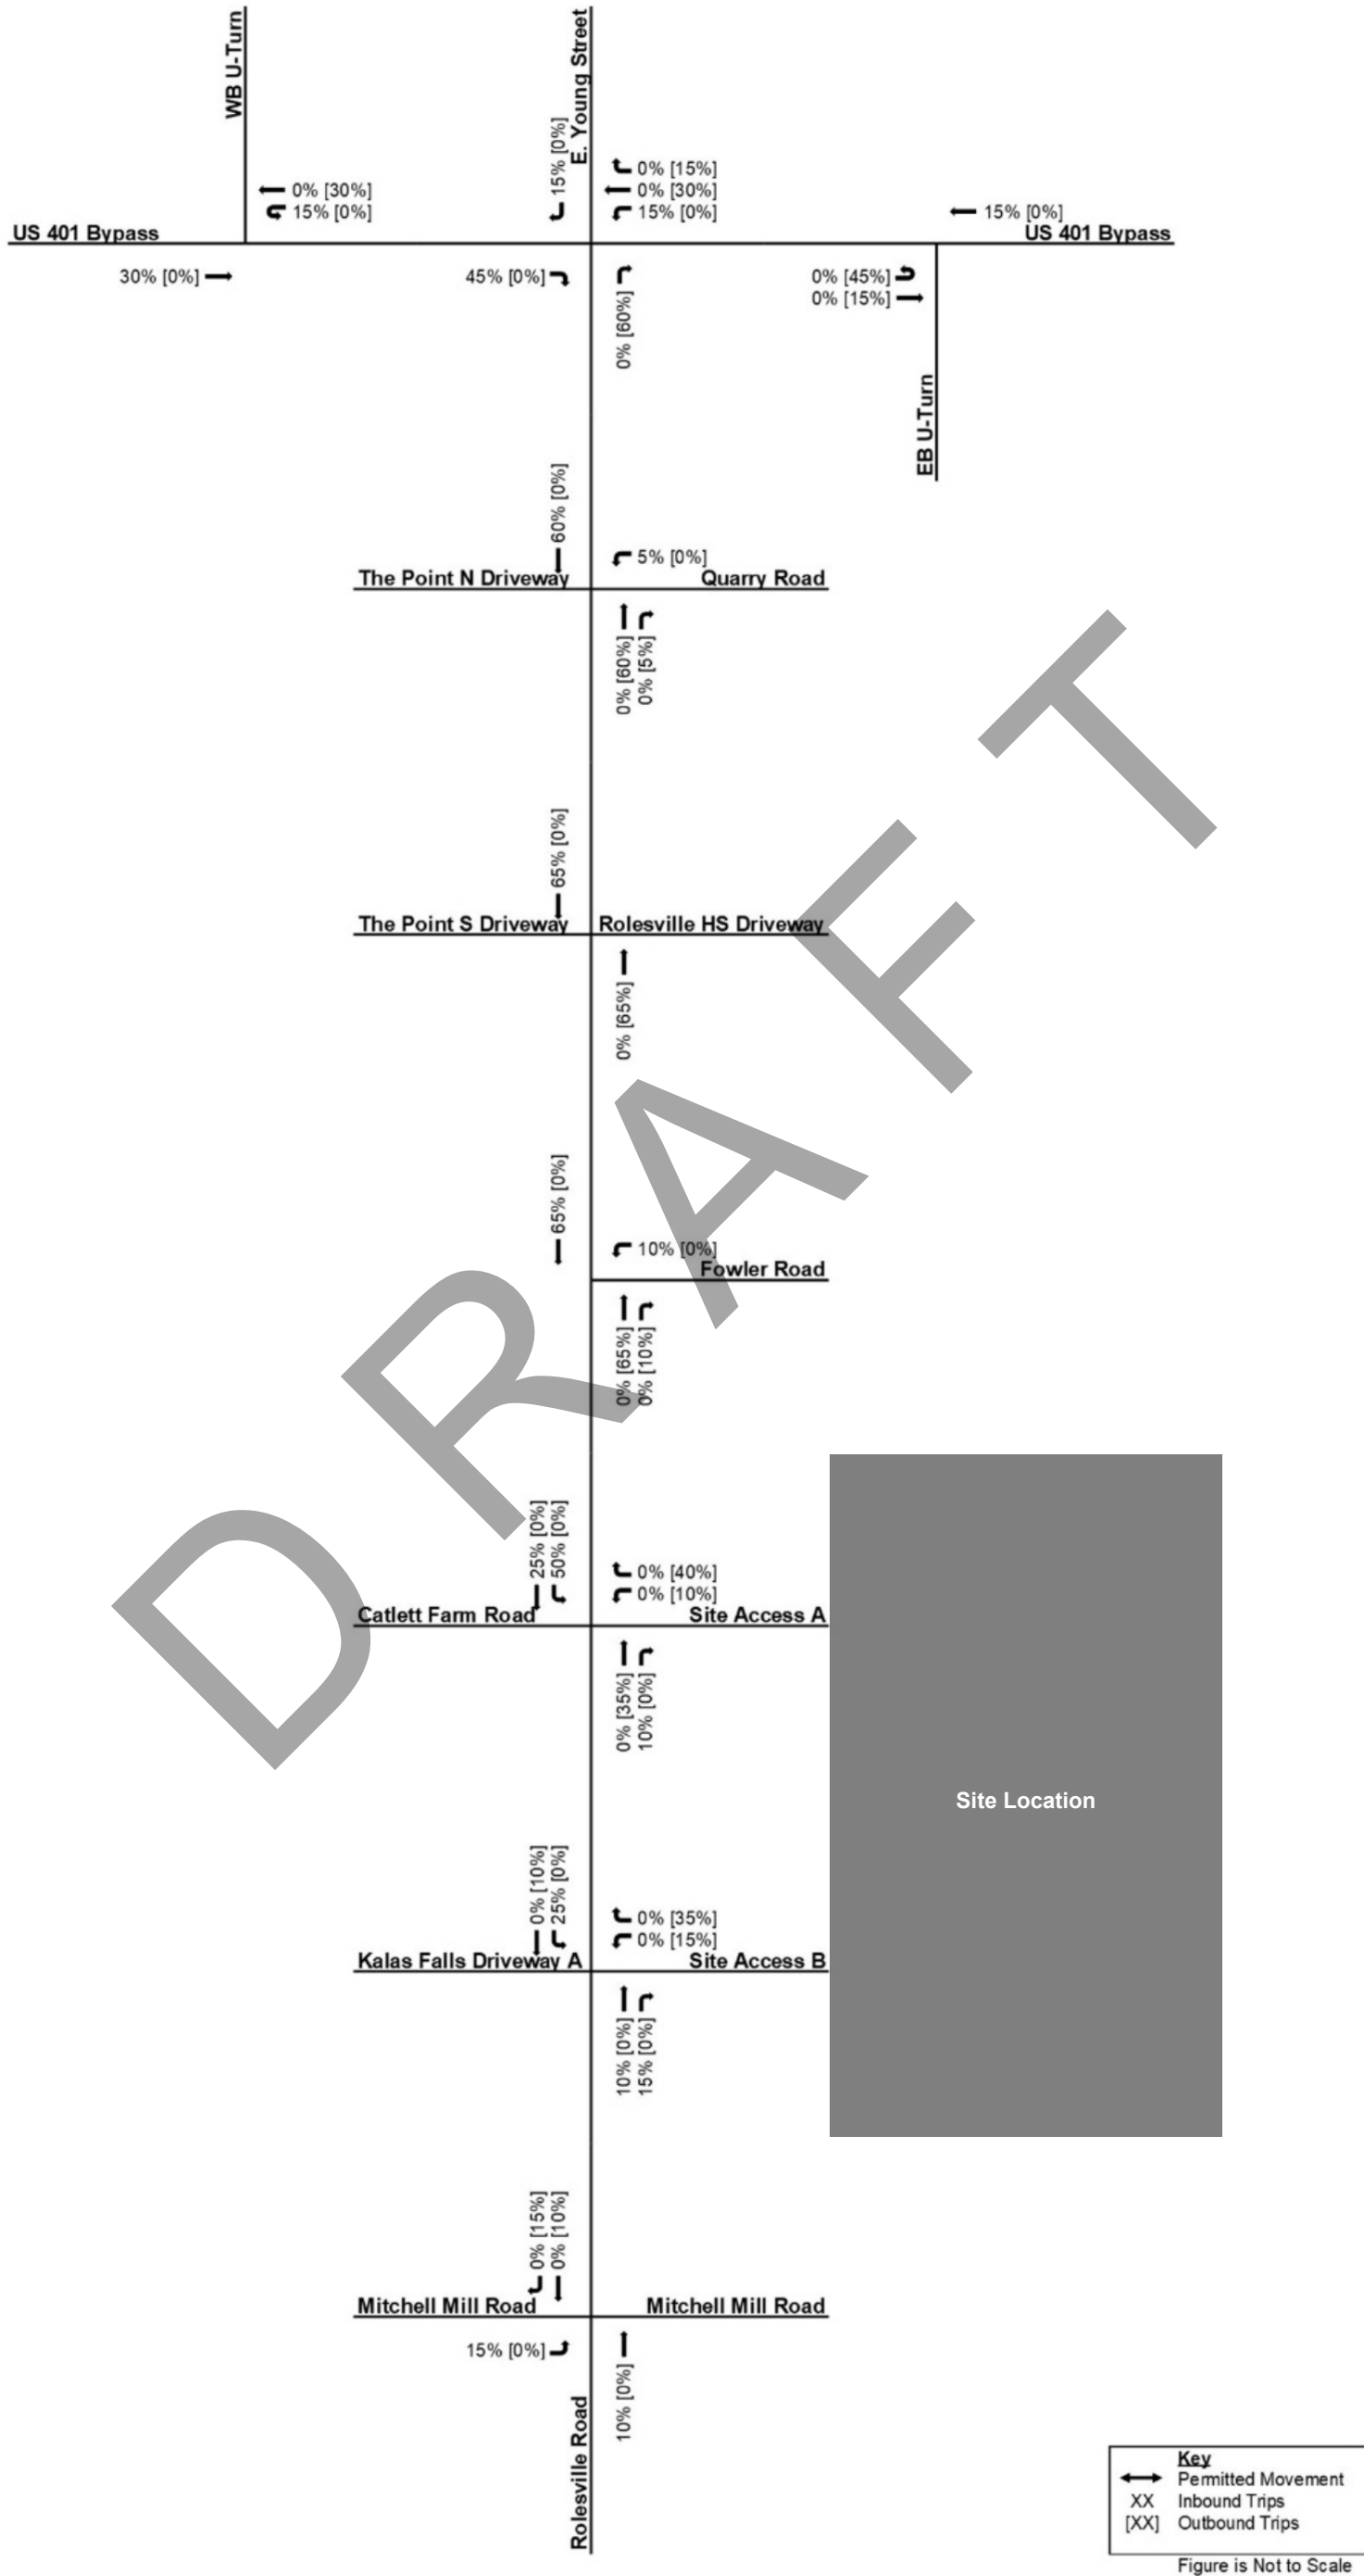 WB U-Turn
E. Young Street
15% [0%]
0% [15%]
0% [30%]
0% [30%]
15% [0%]
15% [0%]
15% [0%]
US 401 Bypass
US 401 Bypass
30% [0%]
45% [0%]
0% [60%]
0% [45%]
0% [15%]
EB U-Turn
60% [0%]
5% [0%]
The Point N Driveway
Quarry Road
0% [60%]
0% [5%]
65% [0%]
The Point S Driveway
Rolesville HS Driveway
0% [65%]
65% [0%]
10% [0%]
Fowler Road
0% [65%]
0% [10%]
25% [0%]
50% [0%]
0% [40%]
0% [10%]
Catlett Farm Road
Site Access A
0% [35%]
10% [0%]
Site Location
0% [10%]
25% [0%]
0% [35%]
0% [15%]
Kalas Falls Driveway A
Site Access B
10% [0%]
15% [0%]
0% [15%]
0% [10%]
Mitchell Mill Road
Mitchell Mill Road
15% [0%]
10% [0%]
Rolesville Road
Key
Permitted Movement
XX Inbound Trips
[XX] Outbound Trips
Figure is Not to Scale
DRAFT